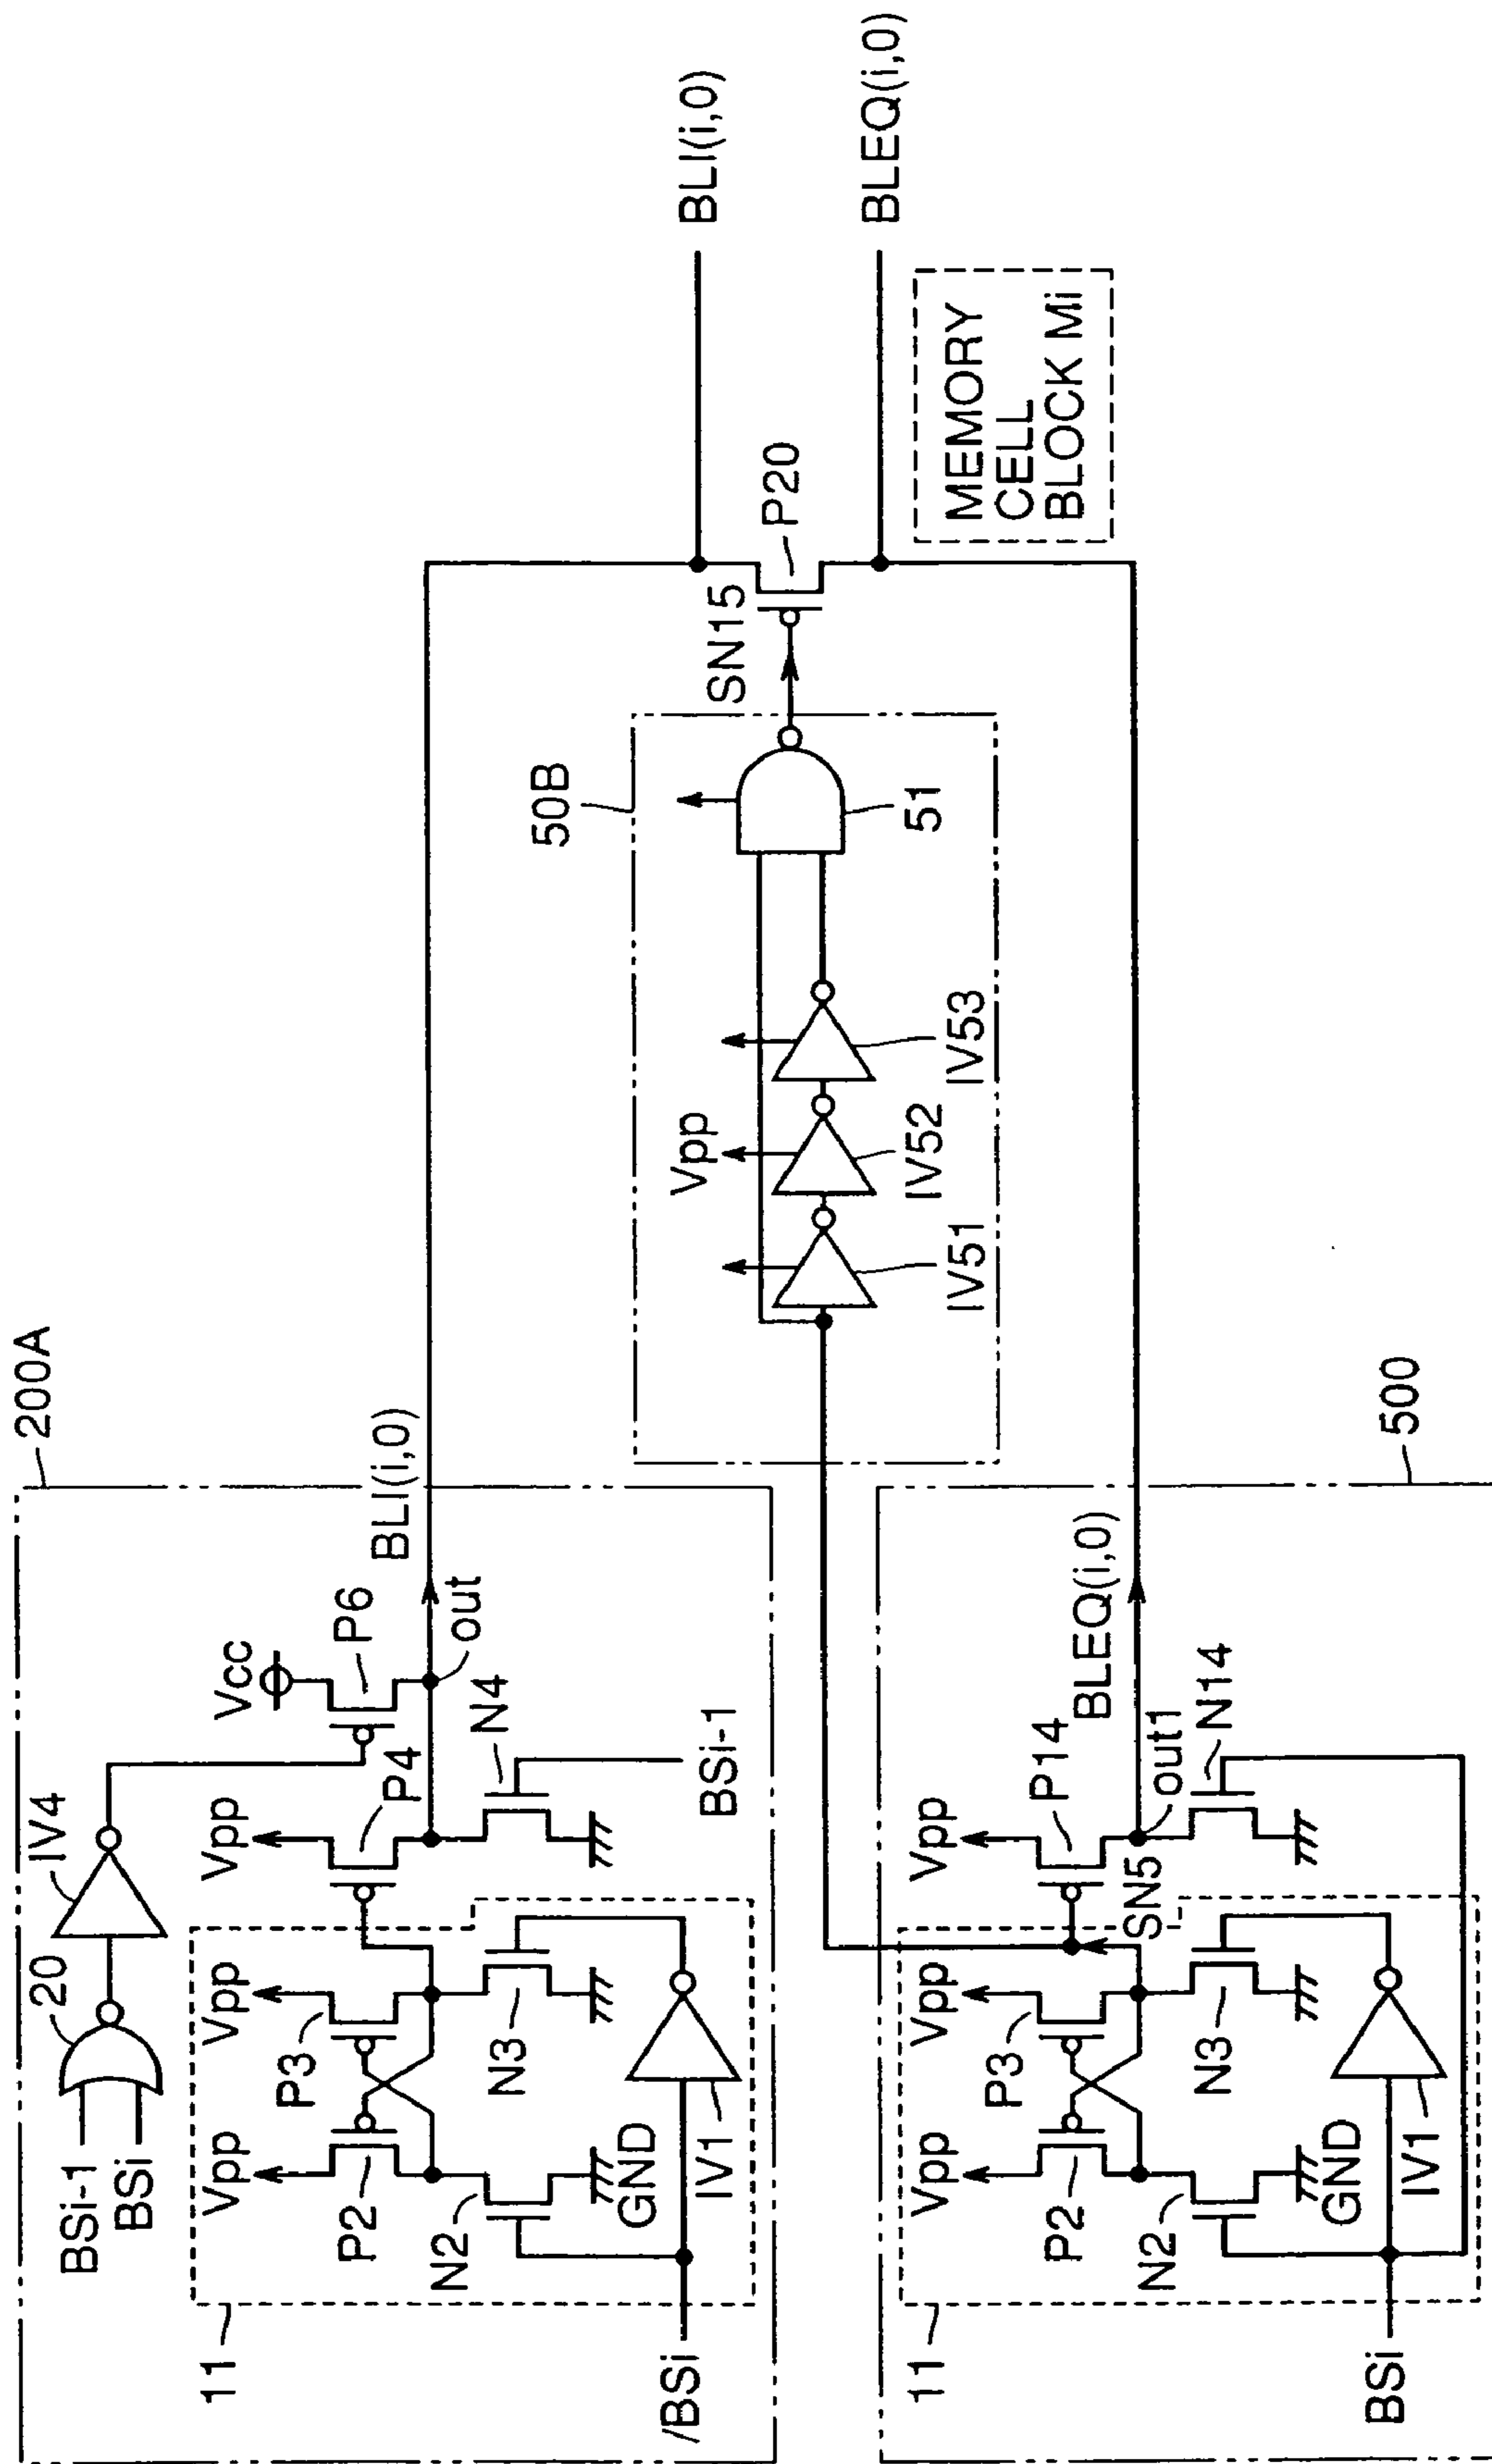 200A
BSi-1
BSi
20
IV4
Vcc
P6
BLI(i,0)
out
11
Vpp
Vpp
Vpp
P2
P3
P4
N2
N3
N4
GND
IV1
BSi-1
/BSi
50B
Vpp
IV51
IV52
IV53
51
SN15
P20
BLI(i,0)
BLEQ(i,0)
MEMORY
CELL
BLOCK Mi
500
11
Vpp
Vpp
Vpp
P2
P3
P14
SN5
out1
BLEQ(i,0)
N2
N3
N14
GND
IV1
BSi